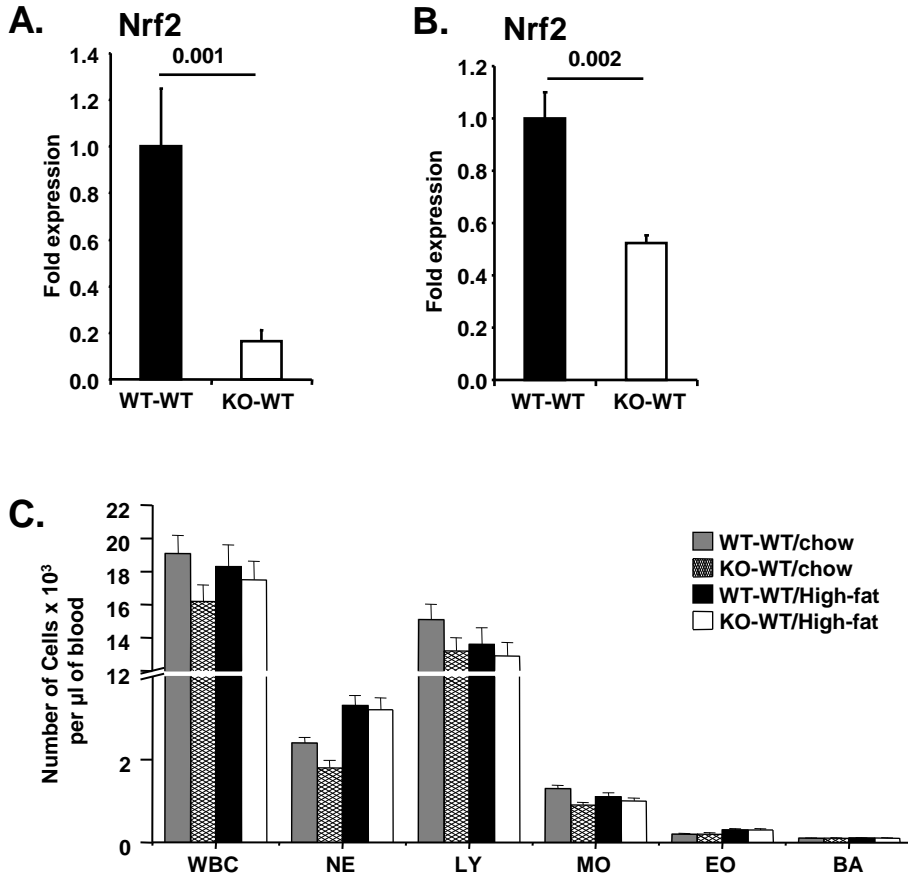 A. Nrf2
0.001
1.4
1.2
1.0
0.8
0.6
0.4
0.2
0.0
Fold expression
WT-WT KO-WT
B. Nrf2
0.002
1.2
1.0
0.8
0.6
0.4
0.2
0.0
Fold expression
WT-WT KO-WT
C.
22
20
18
16
14
12
2
0
Number of Cells x 10³
per µl of blood
WT-WT/chow
KO-WT/chow
WT-WT/High-fat
KO-WT/High-fat
WBC NE LY MO EO BA